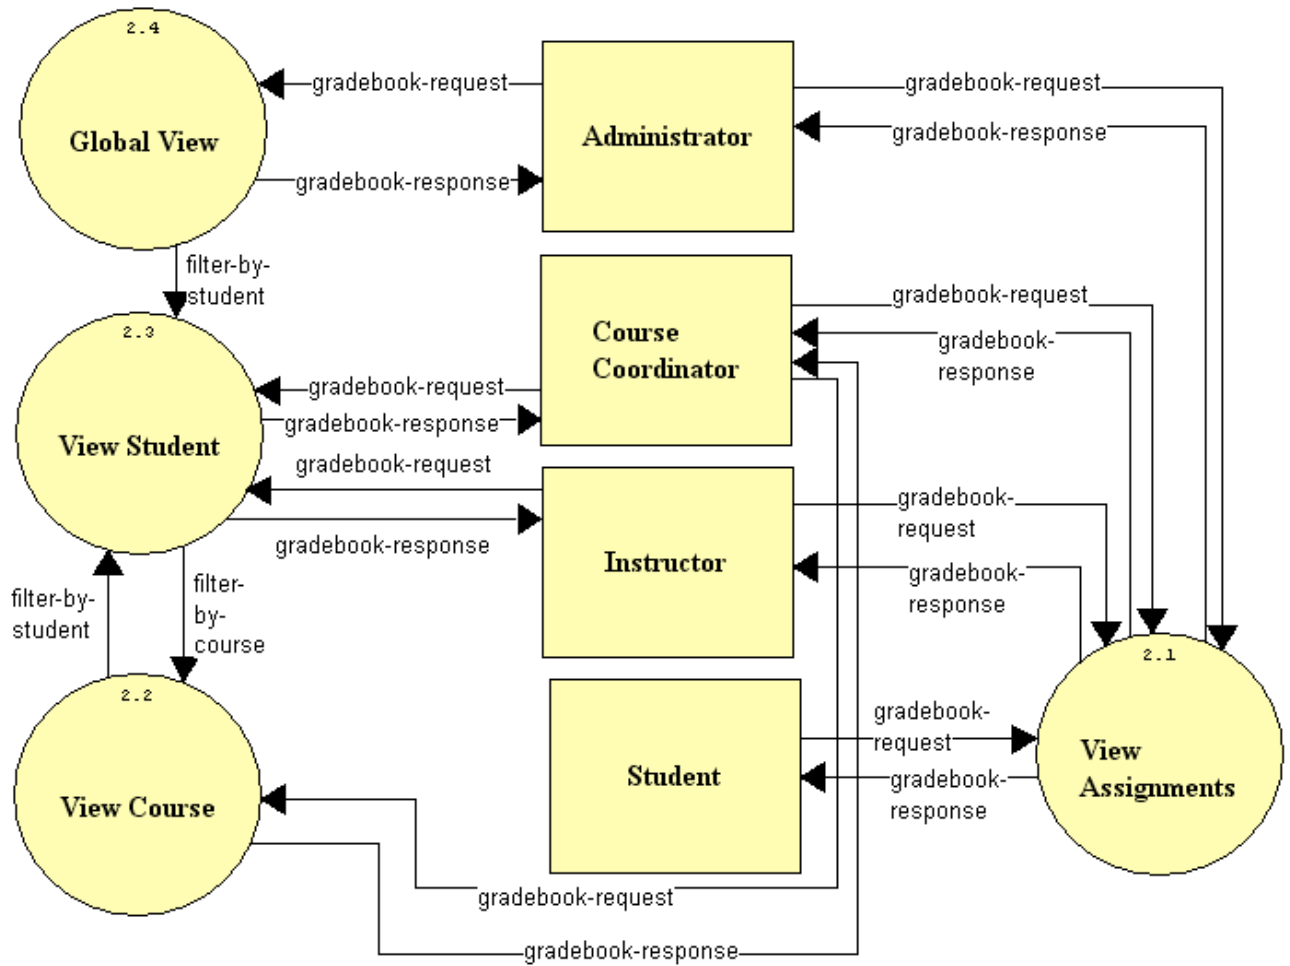 2.4
Global View
gradebook-request
gradebook-response
Administrator
gradebook-request
gradebook-response
filter-by-
student
2.3
View Student
gradebook-request
gradebook-response
gradebook-request
gradebook-response
Course
Coordinator
gradebook-request
gradebook-
response
Instructor
gradebook-
request
gradebook-
response
filter-by-
student
filter-
by-
course
2.2
View Course
Student
gradebook-
request
gradebook-
response
2.1
View
Assignments
gradebook-request
gradebook-response